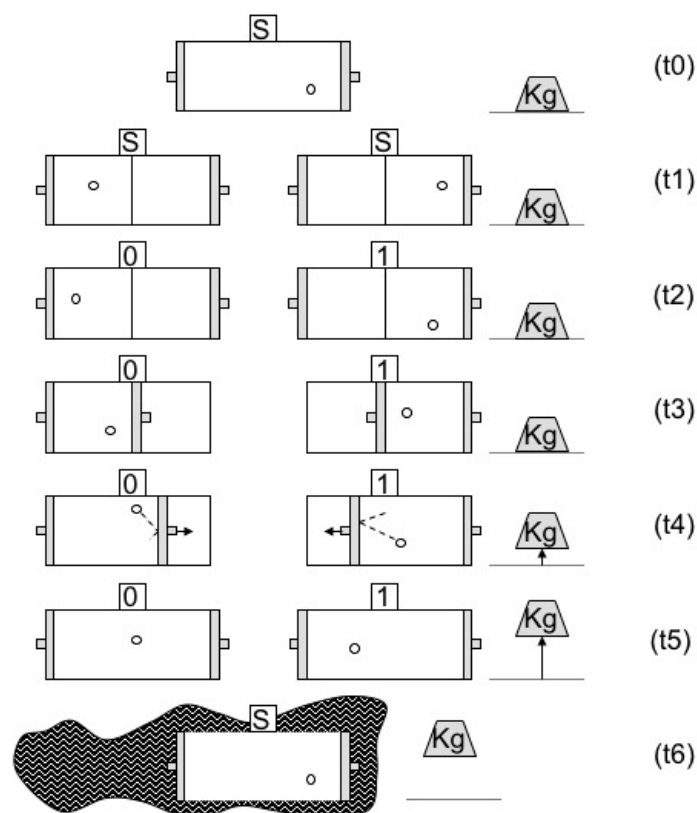 S
Kg (t0)
S S
Kg (t1)
0 1
Kg (t2)
0 1
Kg (t3)
0 1
Kg (t4)
0 1
Kg (t5)
S
Kg (t6)